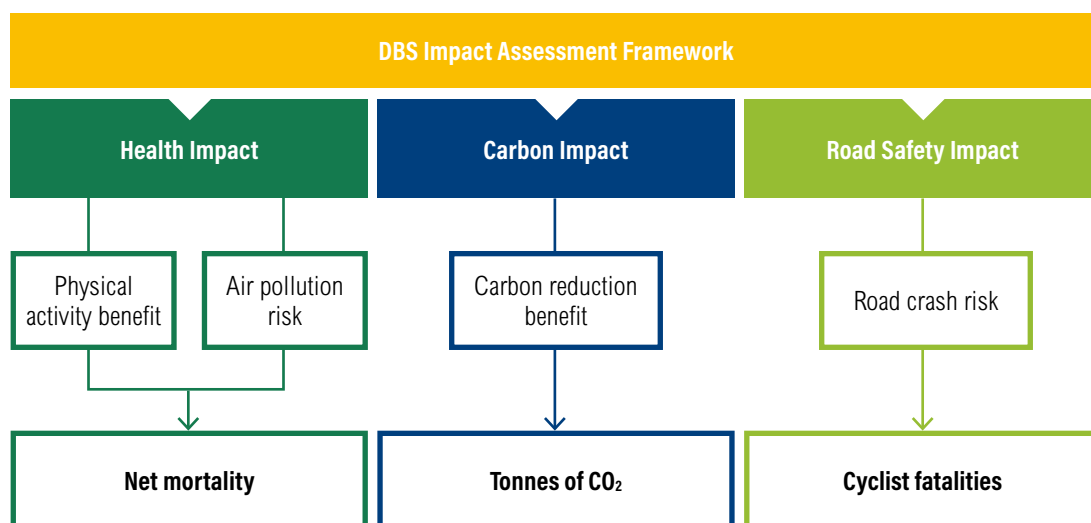 DBS Impact Assessment Framework
Health Impact
Carbon Impact
Road Safety Impact
Physical
activity benefit
Air pollution
risk
Carbon reduction
benefit
Road crash risk
Net mortality
Tonnes of CO₂
Cyclist fatalities